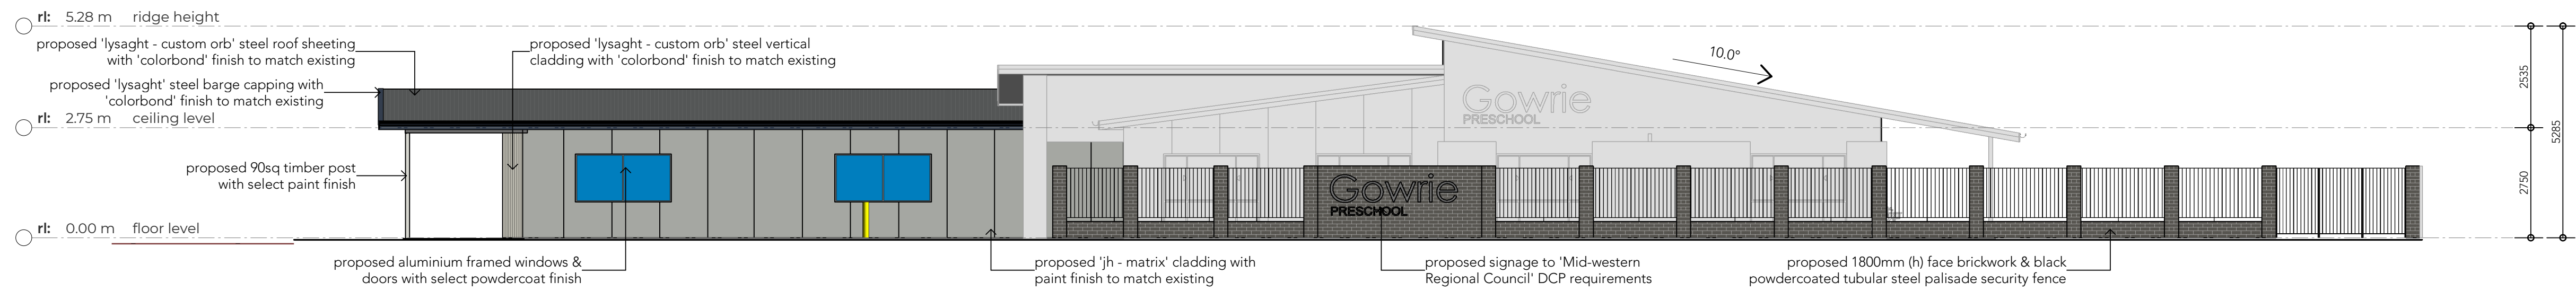 rl: 5.28 m ridge height
proposed 'lysaght - custom orb' steel roof sheeting
with 'colorbond' finish to match existing
proposed 'lysaght - custom orb' steel vertical
cladding with 'colorbond' finish to match existing
proposed 'lysaght' steel barge capping with
'colorbond' finish to match existing
rl: 2.75 m ceiling level
proposed 90sq timber post
with select paint finish
rl: 0.00 m floor level
10.0°
Gowrie
PRESCHOOL
Gowrie
PRESCHOOL
2535
2750
5285
proposed aluminium framed windows &
doors with select powdercoat finish
proposed 'jh - matrix' cladding with
paint finish to match existing
proposed signage to 'Mid-western
Regional Council' DCP requirements
proposed 1800mm (h) face brickwork & black
powdercoated tubular steel palisade security fence